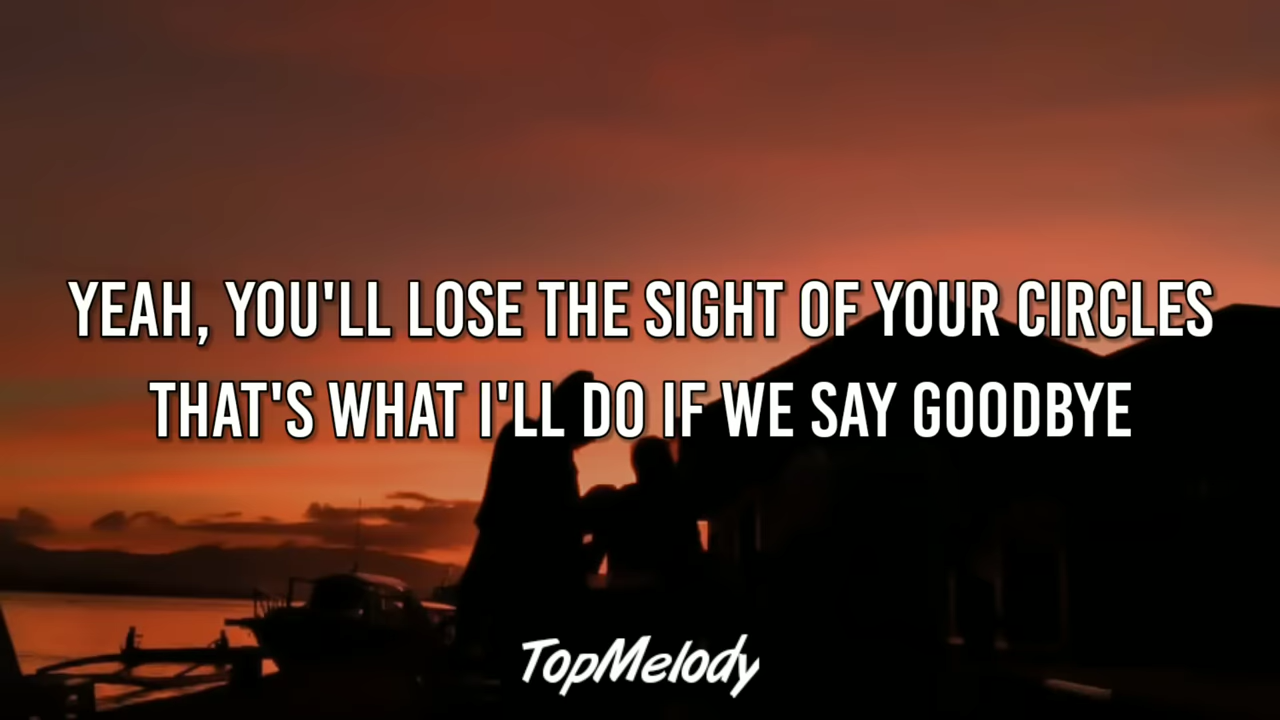 YEAH, YOU'LL LOSE THE SIGHT OF YOUR CIRCLES
THAT'S WHAT I'LL DO IF WE SAY GOODBYE
TopMelody